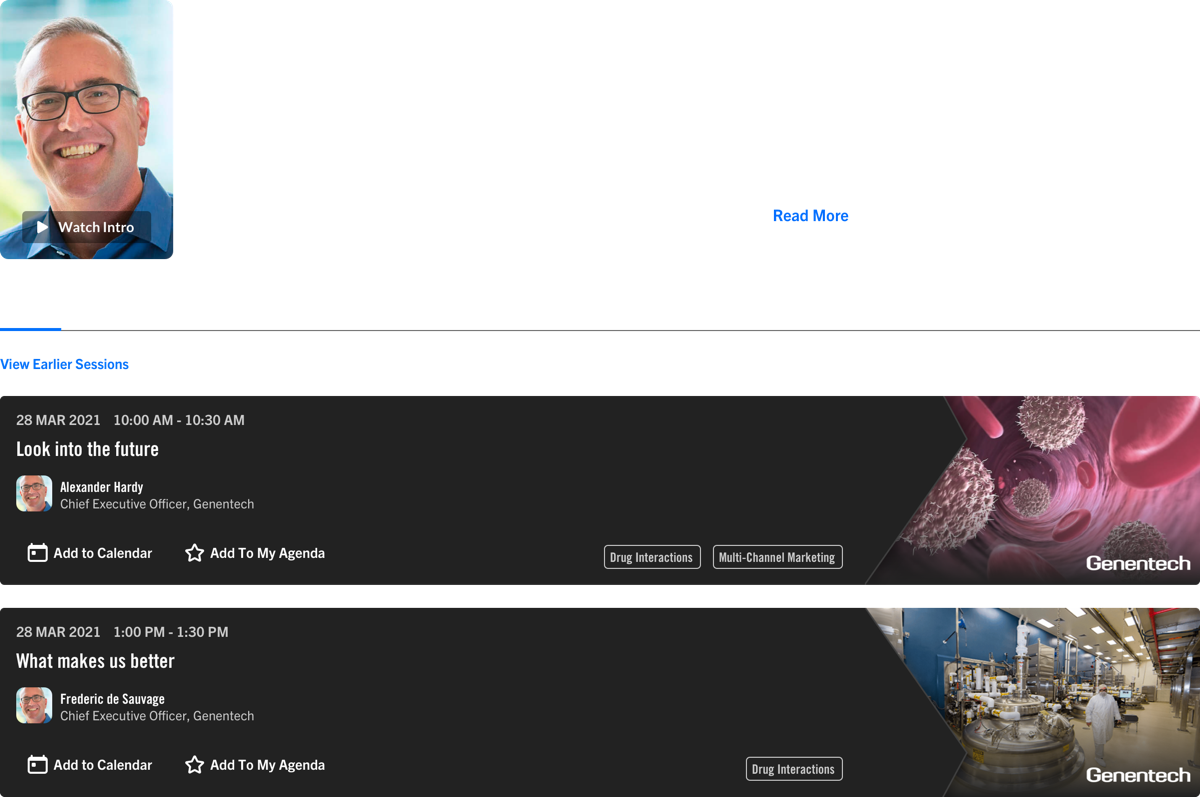 Watch Intro
Read More
View Earlier Sessions
28 MAR 2021 10:00 AM - 10:30 AM
Look into the future
Alexander Hardy
Chief Executive Officer, Genentech
Add to Calendar
Add To My Agenda
Drug Interactions
Multi-Channel Marketing
Genentech
28 MAR 2021 1:00 PM - 1:30 PM
What makes us better
Frederic de Sauvage
Chief Executive Officer, Genentech
Add to Calendar
Add To My Agenda
Drug Interactions
Genentech